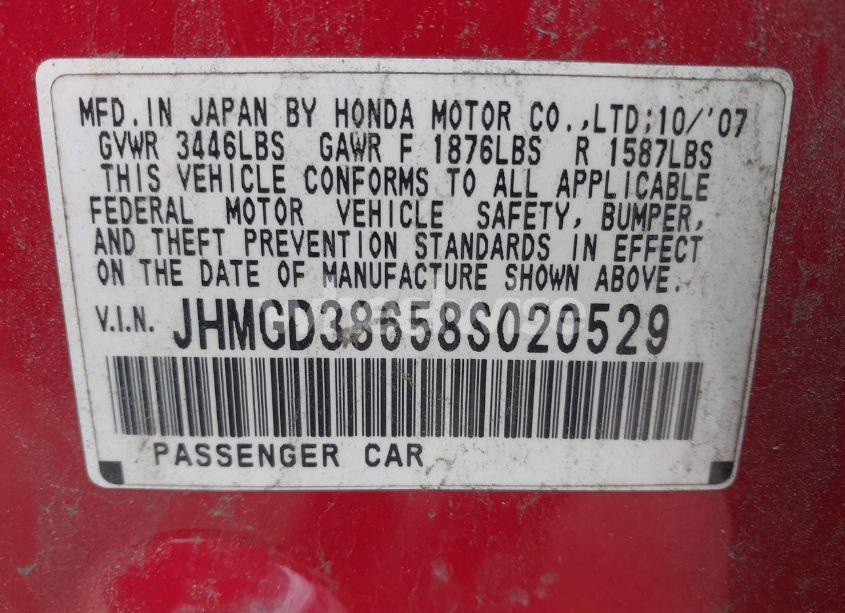 MFD.IN JAPAN BY HONDA MOTOR CO.,LTD;10/'07
GVWR 3446LBS GAWR F 1876LBS R 1587LBS
THIS VEHICLE CONFORMS TO ALL APPLICABLE
FEDERAL MOTOR VEHICLE SAFETY, BUMPER,
AND THEFT PREVENTION STANDARDS IN EFFECT
ON THE DATE OF MANUFACTURE SHOWN ABOVE.
V.I.N. JHMGD38658S020529
PASSENGER CAR